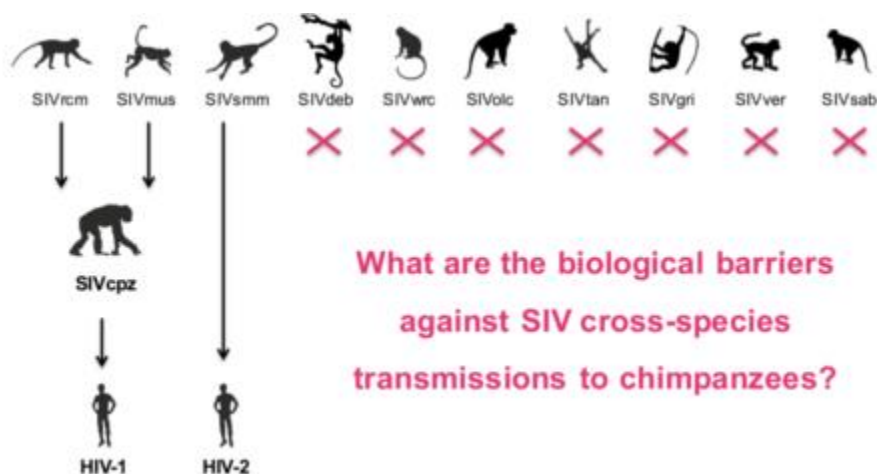 SIVrcm SIVmus SIVsmm SIVdeb SIVwrc SIVolc SIVtan SIVgri SIVver SIVsab
SIVcpz
What are the biological barriers
against SIV cross-species
transmissions to chimpanzees?
HIV-1 HIV-2